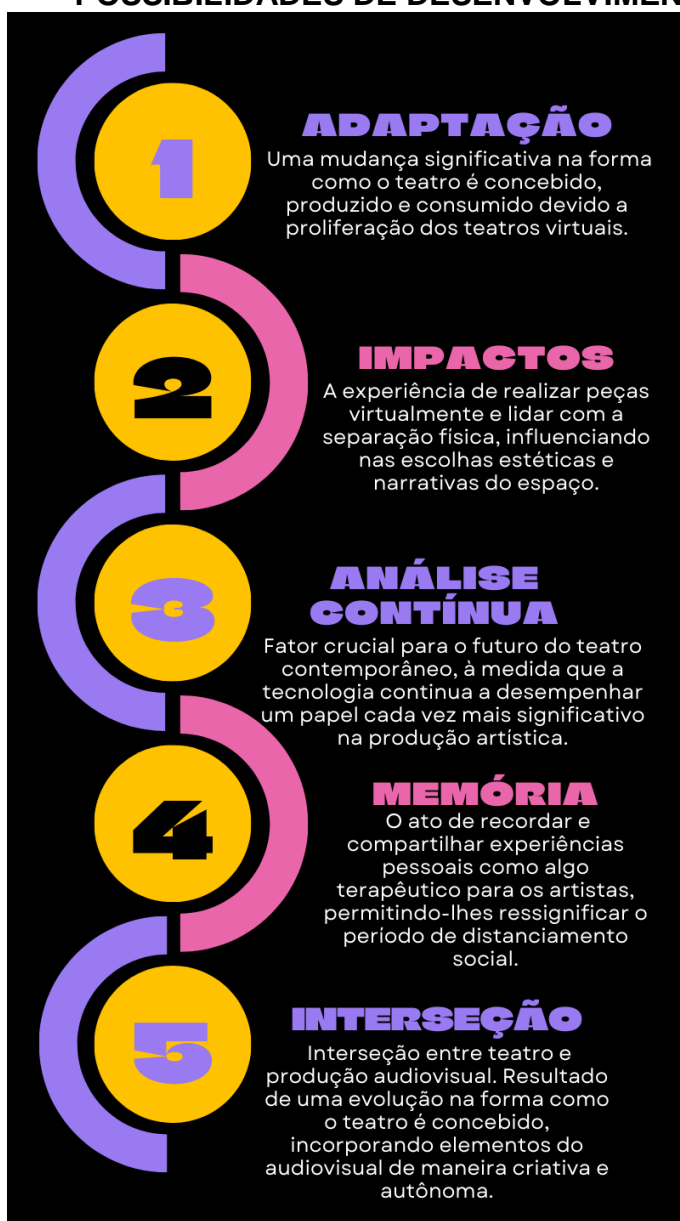 POSSIBILIDADES DE DESENVOLVIMEN
1
ADAPTAÇÃO
Uma mudança significativa na forma
como o teatro é concebido,
produzido e consumido devido a
proliferação dos teatros virtuais.
2
IMPACTOS
A experiência de realizar peças
virtualmente e lidar com a
separação física, influenciando
nas escolhas estéticas e
narrativas do espaço.
3
ANÁLISE
CONTÍNUA
Fator crucial para o futuro do teatro
contemporâneo, à medida que a
tecnologia continua a desempenhar
um papel cada vez mais significativo
na produção artística.
4
MEMÓRIA
O ato de recordar e
compartilhar experiências
pessoais como algo
terapêutico para os artistas,
permitindo-lhes ressignificar o
período de distanciamento
social.
5
INTERSEÇÃO
Interseção entre teatro e
produção audiovisual. Resultado
de uma evolução na forma como
o teatro é concebido,
incorporando elementos do
audiovisual de maneira criativa e
autônoma.